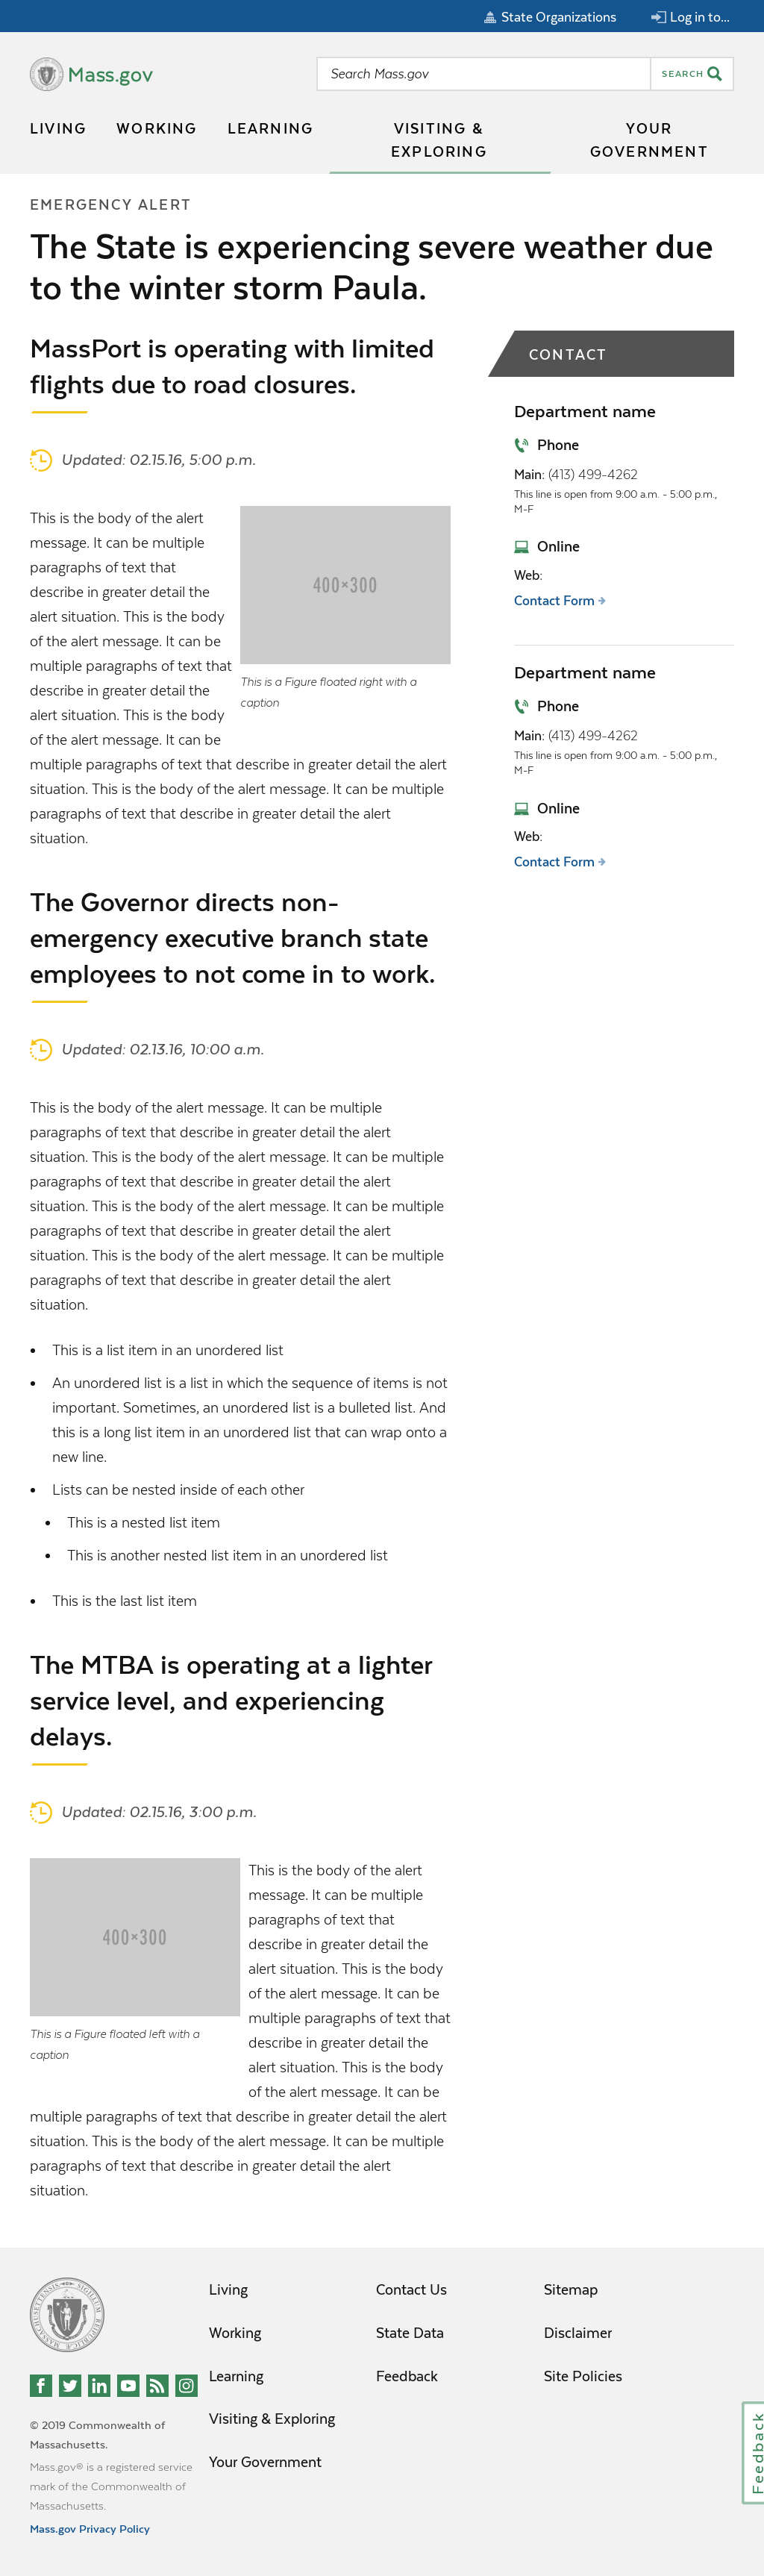 State Organizations
Log in to...
Mass.gov
Search Mass.gov
SEARCH
LIVING
WORKING
LEARNING
VISITING &
EXPLORING
YOUR
GOVERNMENT
EMERGENCY ALERT
The State is experiencing severe weather due
to the winter storm Paula.
MassPort is operating with limited
flights due to road closures.
Updated: 02.15.16, 5:00 p.m.
This is the body of the alert
message. It can be multiple
paragraphs of text that
describe in greater detail the
alert situation. This is the body
of the alert message. It can be
multiple paragraphs of text that
describe in greater detail the
alert situation. This is the body
of the alert message. It can be
multiple paragraphs of text that describe in greater detail the alert
situation. This is the body of the alert message. It can be multiple
paragraphs of text that describe in greater detail the alert
situation.
400×300
This is a Figure floated right with a
caption
The Governor directs non-
emergency executive branch state
employees to not come in to work.
Updated: 02.13.16, 10:00 a.m.
This is the body of the alert message. It can be multiple
paragraphs of text that describe in greater detail the alert
situation. This is the body of the alert message. It can be multiple
paragraphs of text that describe in greater detail the alert
situation. This is the body of the alert message. It can be multiple
paragraphs of text that describe in greater detail the alert
situation. This is the body of the alert message. It can be multiple
paragraphs of text that describe in greater detail the alert
situation.
• This is a list item in an unordered list
• An unordered list is a list in which the sequence of items is not
important. Sometimes, an unordered list is a bulleted list. And
this is a long list item in an unordered list that can wrap onto a
new line.
• Lists can be nested inside of each other
• This is a nested list item
• This is another nested list item in an unordered list
• This is the last list item
The MTBA is operating at a lighter
service level, and experiencing
delays.
Updated: 02.15.16, 3:00 p.m.
400×300
This is a Figure floated left with a
caption
This is the body of the alert
message. It can be multiple
paragraphs of text that
describe in greater detail the
alert situation. This is the body
of the alert message. It can be
multiple paragraphs of text that
describe in greater detail the
alert situation. This is the body
of the alert message. It can be
multiple paragraphs of text that describe in greater detail the alert
situation. This is the body of the alert message. It can be multiple
paragraphs of text that describe in greater detail the alert
situation.
CONTACT
Department name
Phone
Main: (413) 499-4262
This line is open from 9:00 a.m. - 5:00 p.m.,
M-F
Online
Web:
Contact Form
Department name
Phone
Main: (413) 499-4262
This line is open from 9:00 a.m. - 5:00 p.m.,
M-F
Online
Web:
Contact Form
© 2019 Commonwealth of
Massachusetts.
Mass.gov® is a registered service
mark of the Commonwealth of
Massachusetts.
Mass.gov Privacy Policy
Living
Working
Learning
Visiting & Exploring
Your Government
Contact Us
State Data
Feedback
Sitemap
Disclaimer
Site Policies
Feedback